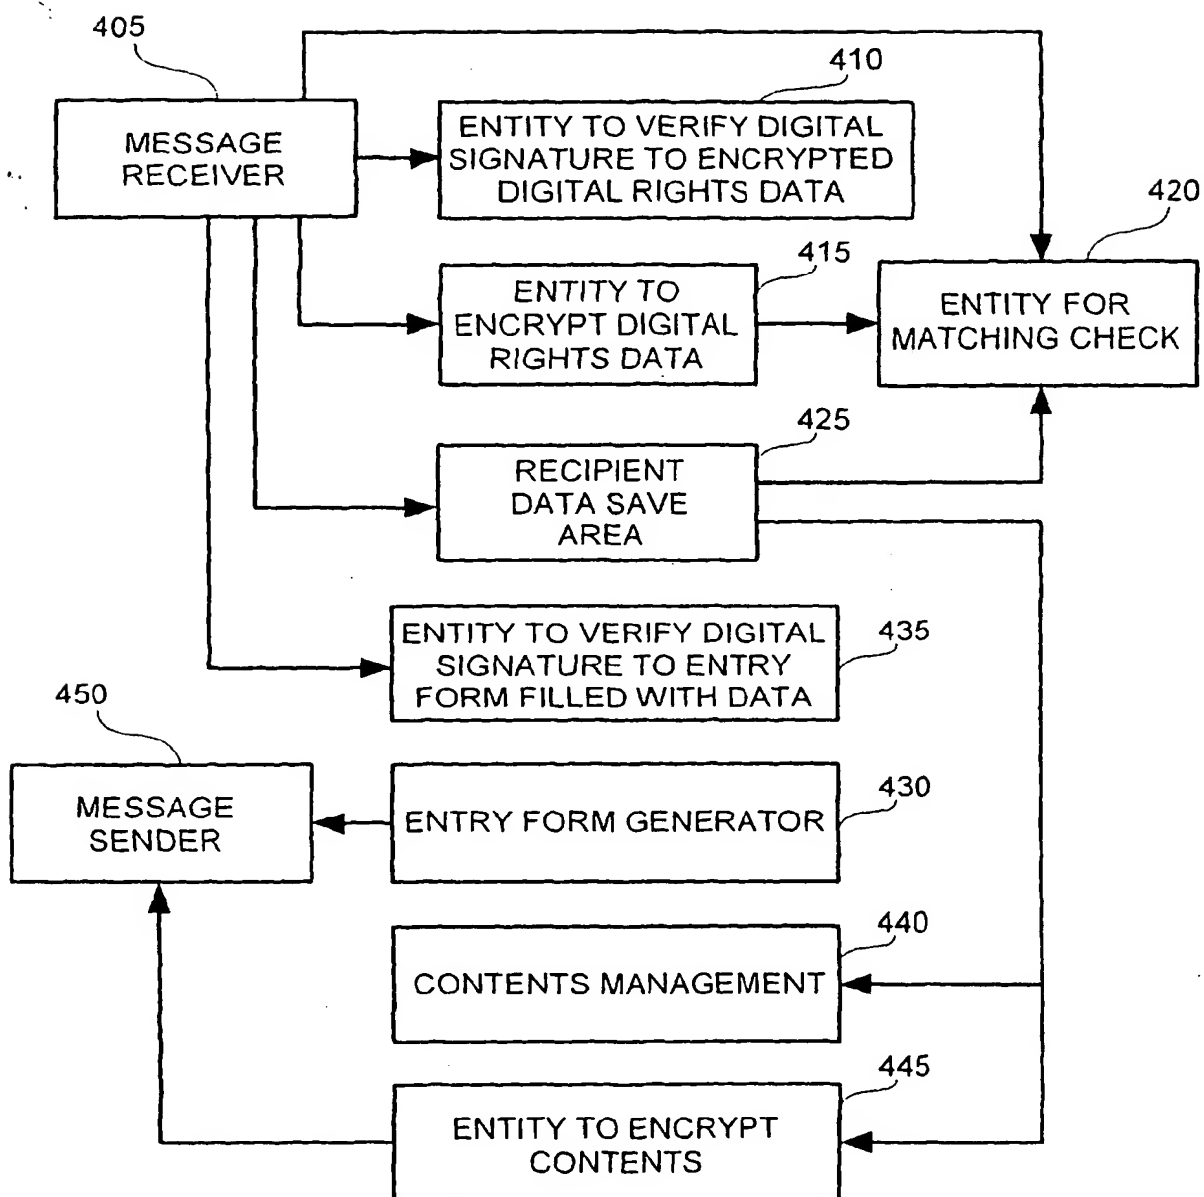 405
MESSAGE
RECEIVER
410
ENTITY TO VERIFY DIGITAL
SIGNATURE TO ENCRYPTED
DIGITAL RIGHTS DATA
415
ENTITY TO
ENCRYPT DIGITAL
RIGHTS DATA
420
ENTITY FOR
MATCHING CHECK
425
RECIPIENT
DATA SAVE
AREA
ENTITY TO VERIFY DIGITAL
SIGNATURE TO ENTRY
FORM FILLED WITH DATA
435
450
MESSAGE
SENDER
ENTRY FORM GENERATOR
430
440
CONTENTS MANAGEMENT
445
ENTITY TO ENCRYPT
CONTENTS